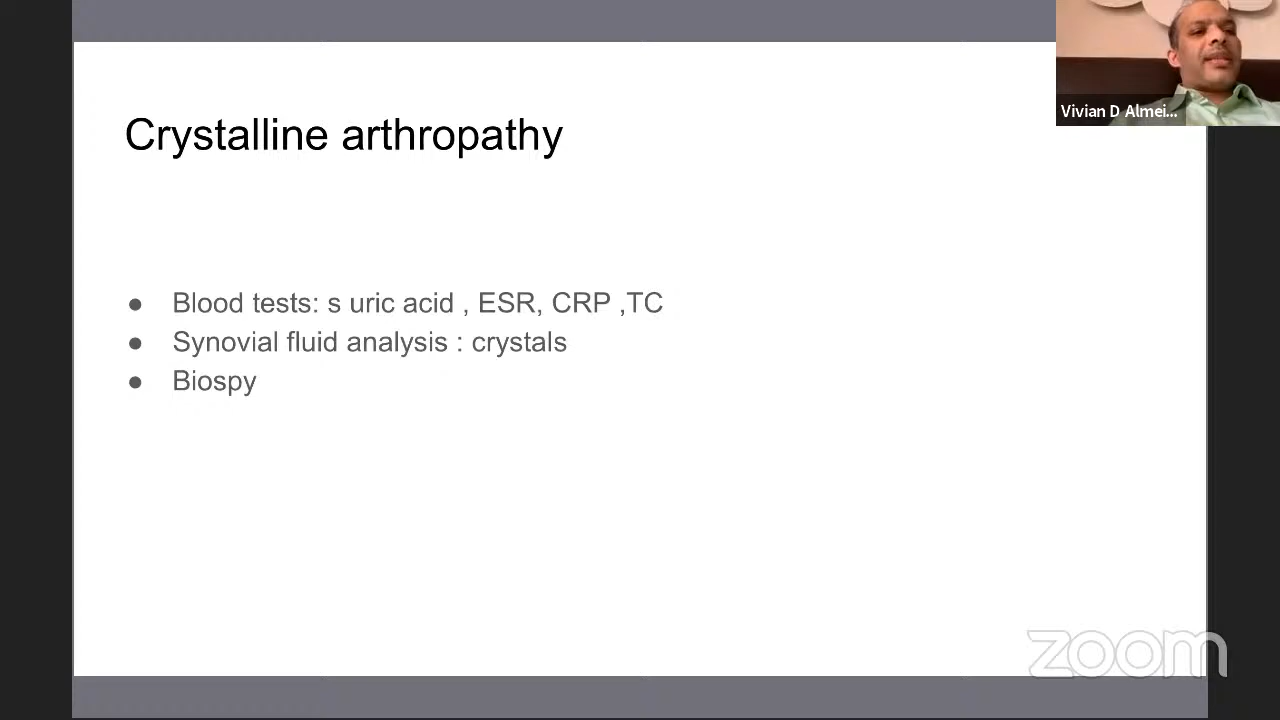 Vivian D Almei...
Crystalline arthropathy
● Blood tests: s uric acid , ESR, CRP ,TC
● Synovial fluid analysis : crystals
● Biospy
zoom